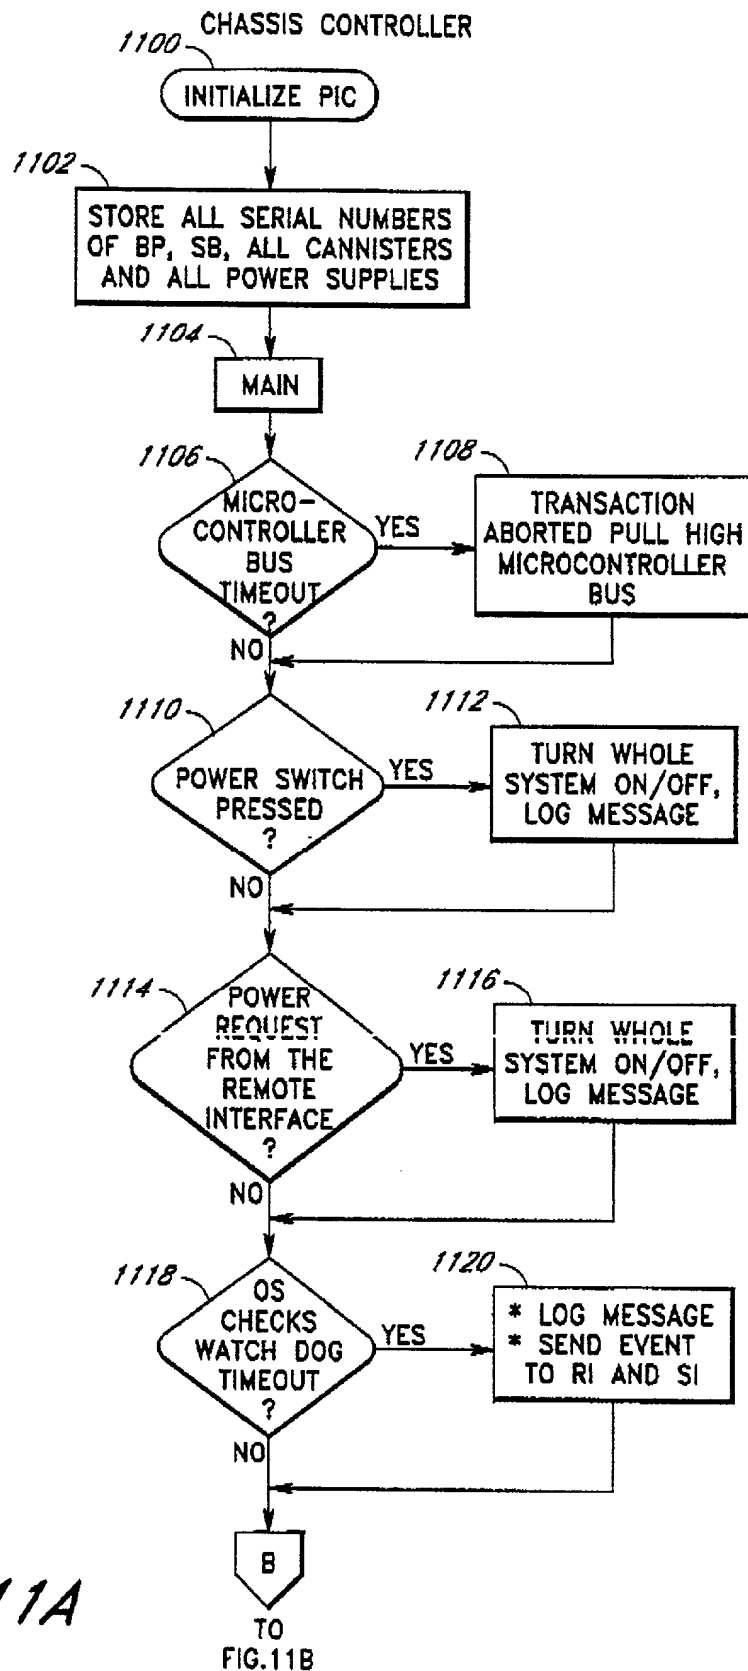 CHASSIS CONTROLLER
1100
INITIALIZE PIC
1102
STORE ALL SERIAL NUMBERS
OF BP, SB, ALL CANNISTERS
AND ALL POWER SUPPLIES
1104
MAIN
1106
MICRO-
CONTROLLER
BUS
TIMEOUT
?
YES
NO
1108
TRANSACTION
ABORTED PULL HIGH
MICROCONTROLLER
BUS
1110
POWER SWITCH
PRESSED
?
YES
NO
1112
TURN WHOLE
SYSTEM ON/OFF,
LOG MESSAGE
1114
POWER
REQUEST
FROM THE
REMOTE
INTERFACE
?
YES
NO
1116
TURN WHOLE
SYSTEM ON/OFF,
LOG MESSAGE
1118
OS
CHECKS
WATCH DOG
TIMEOUT
?
YES
NO
1120
* LOG MESSAGE
* SEND EVENT
TO RI AND SI
B
TO
FIG.11B
11A